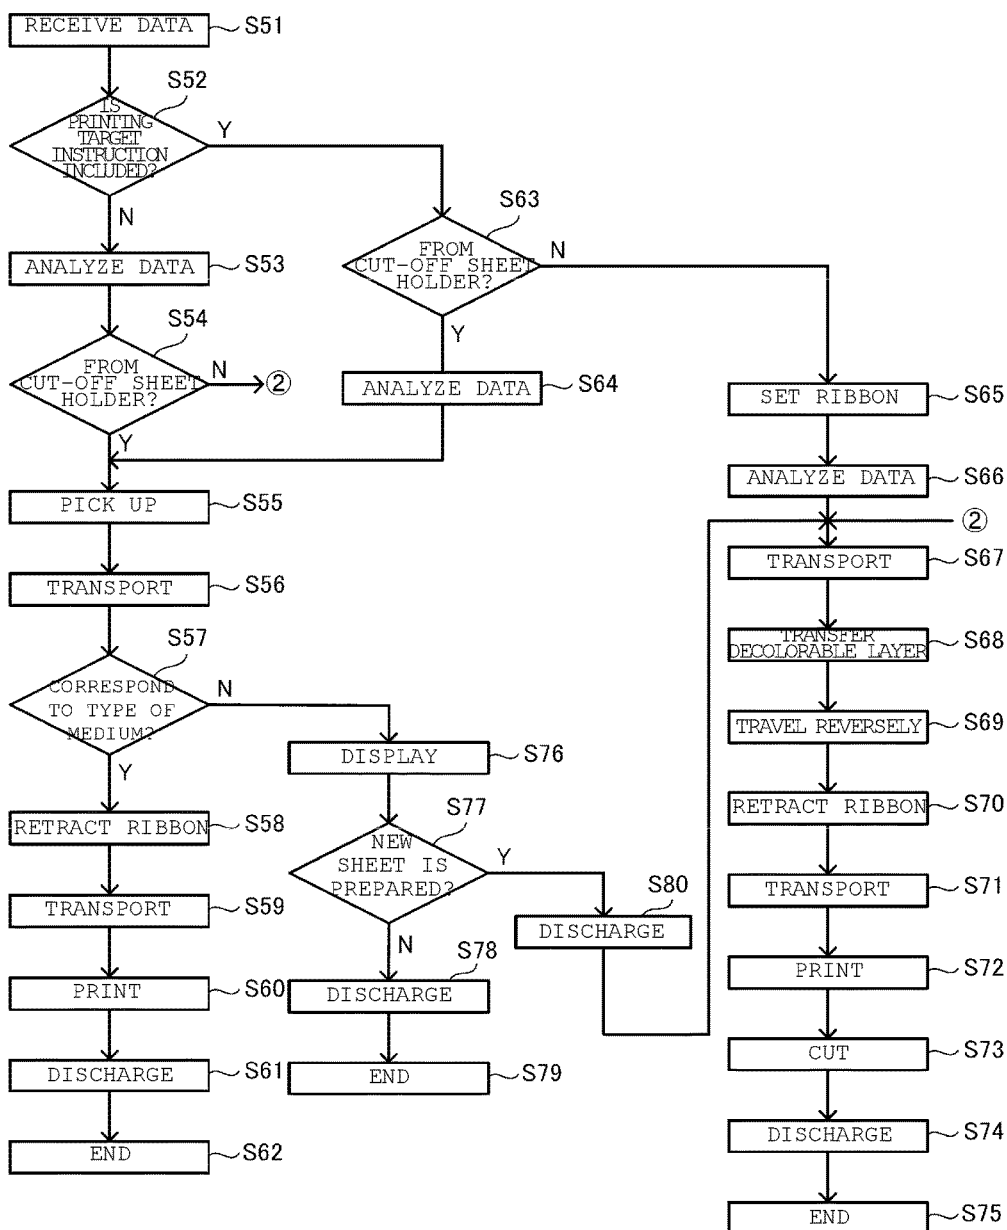 RECEIVE DATA
S51
S52
IS
PRINTING
TARGET
INSTRUCTION
INCLUDED?
Y
N
ANALYZE DATA
S53
S54
FROM
CUT-OFF SHEET
HOLDER?
N
②
Y
S63
FROM
CUT-OFF SHEET
HOLDER?
N
Y
ANALYZE DATA
S64
PICK UP
S55
TRANSPORT
S56
S57
CORRESPOND
TO TYPE OF
MEDIUM?
N
Y
RETRACT RIBBON
S58
TRANSPORT
S59
PRINT
S60
DISCHARGE
S61
END
S62
DISPLAY
S76
S77
NEW
SHEET IS
PREPARED?
Y
N
S78
DISCHARGE
END
S79
S80
DISCHARGE
SET RIBBON
S65
ANALYZE DATA
S66
②
TRANSPORT
S67
TRANSFER
DECOLORABLE LAYER
S68
TRAVEL REVERSELY
S69
RETRACT RIBBON
S70
TRANSPORT
S71
PRINT
S72
CUT
S73
DISCHARGE
S74
END
S75